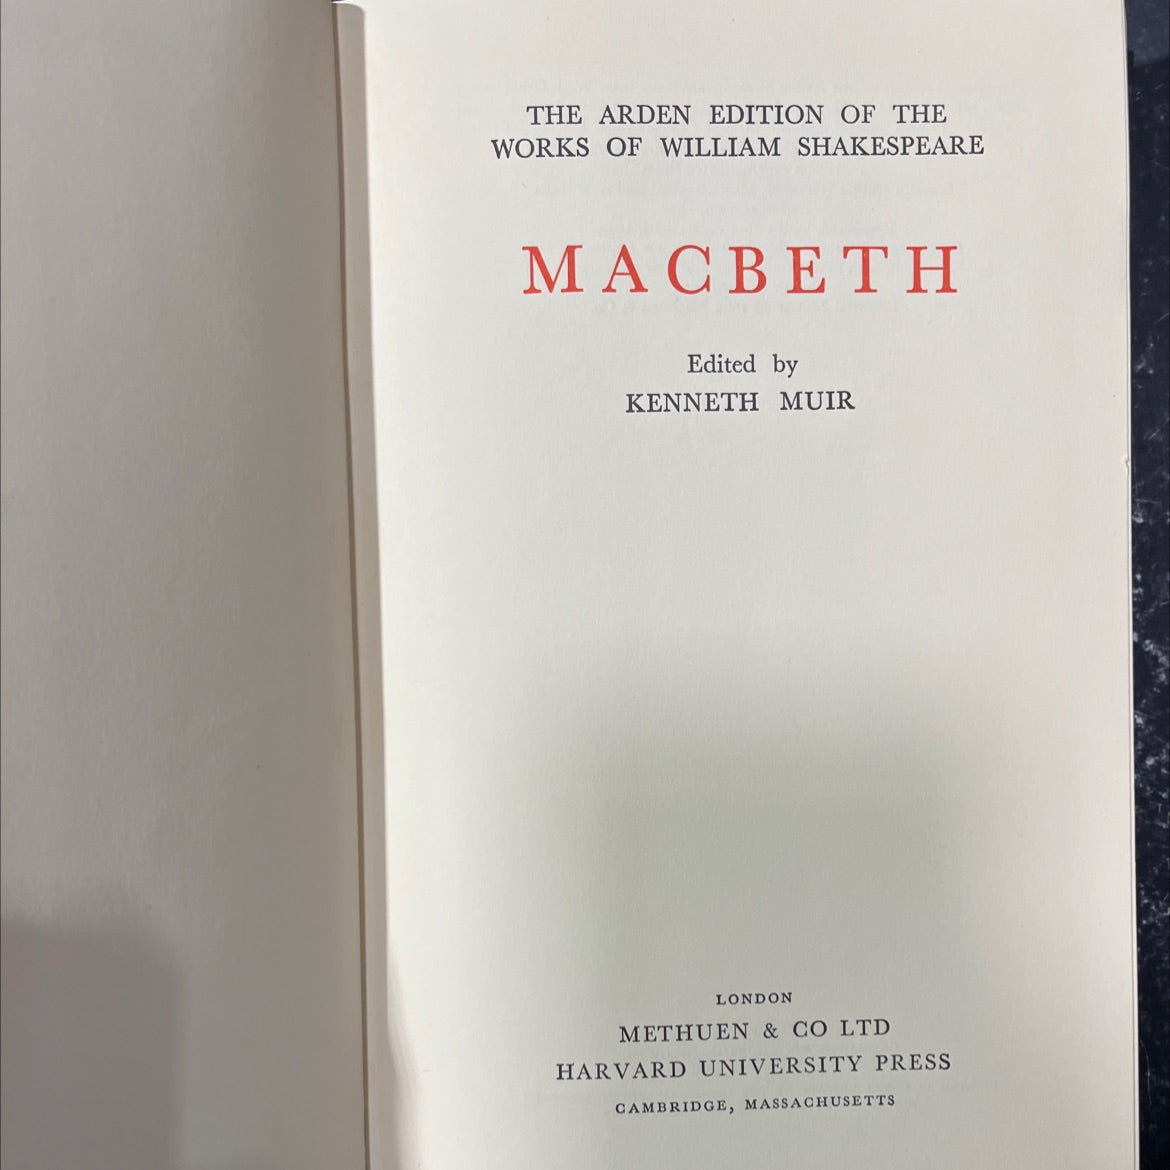 THE ARDEN EDITION OF THE
WORKS OF WILLIAM SHAKESPEARE
MACBETH
Edited by
KENNETH MUIR
LONDON
METHUEN & CO LTD
HARVARD UNIVERSITY PRESS
CAMBRIDGE, MASSACHUSETTS